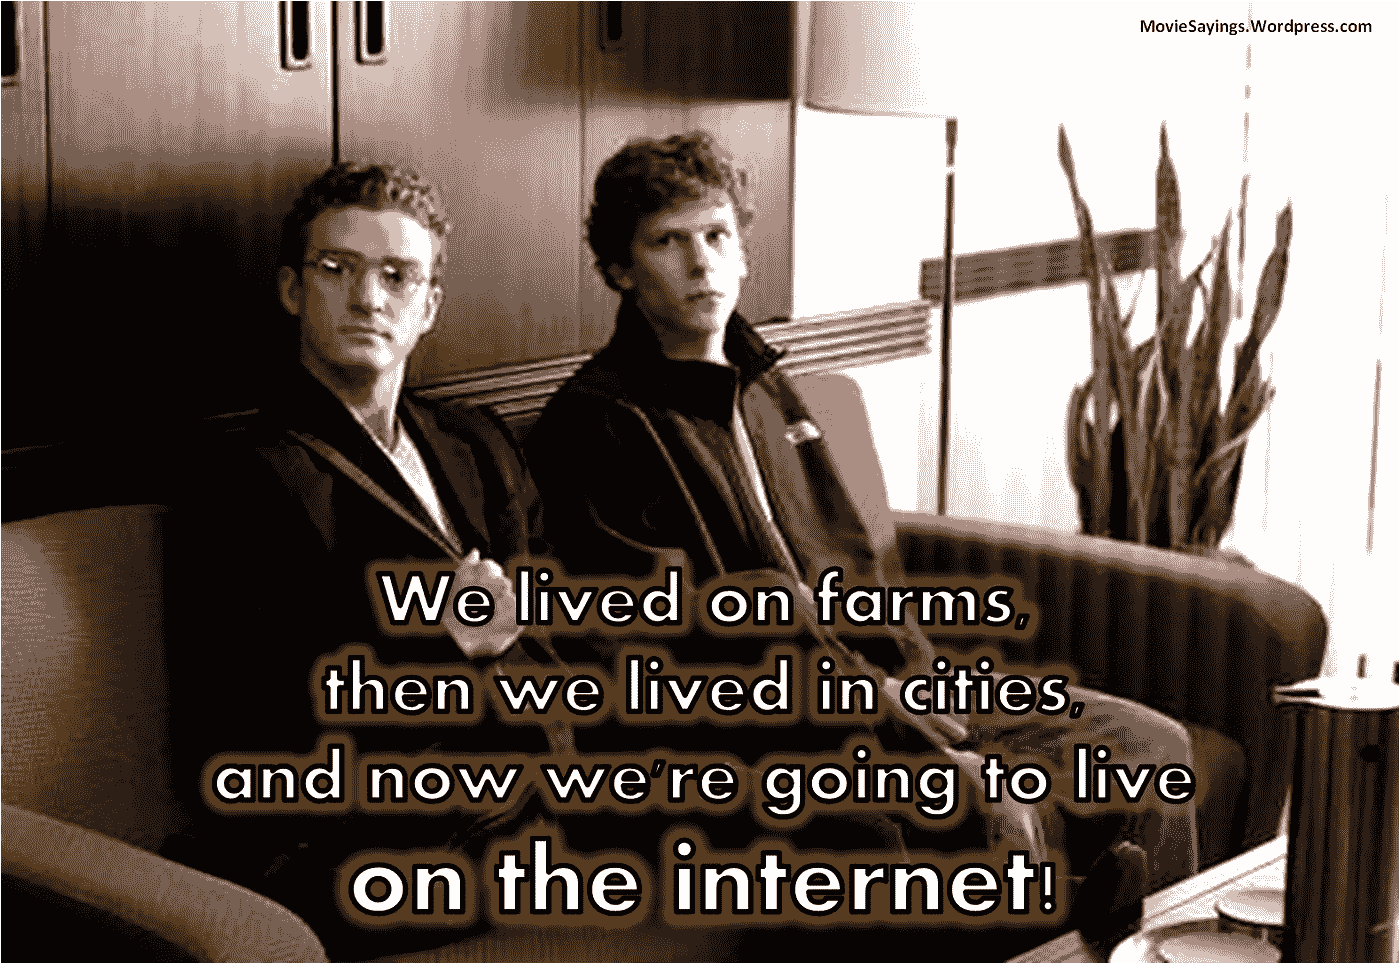 MovieSayings.Wordpress.com
We lived on farms,
then we lived in cities,
and now we're going to live
on the internet!